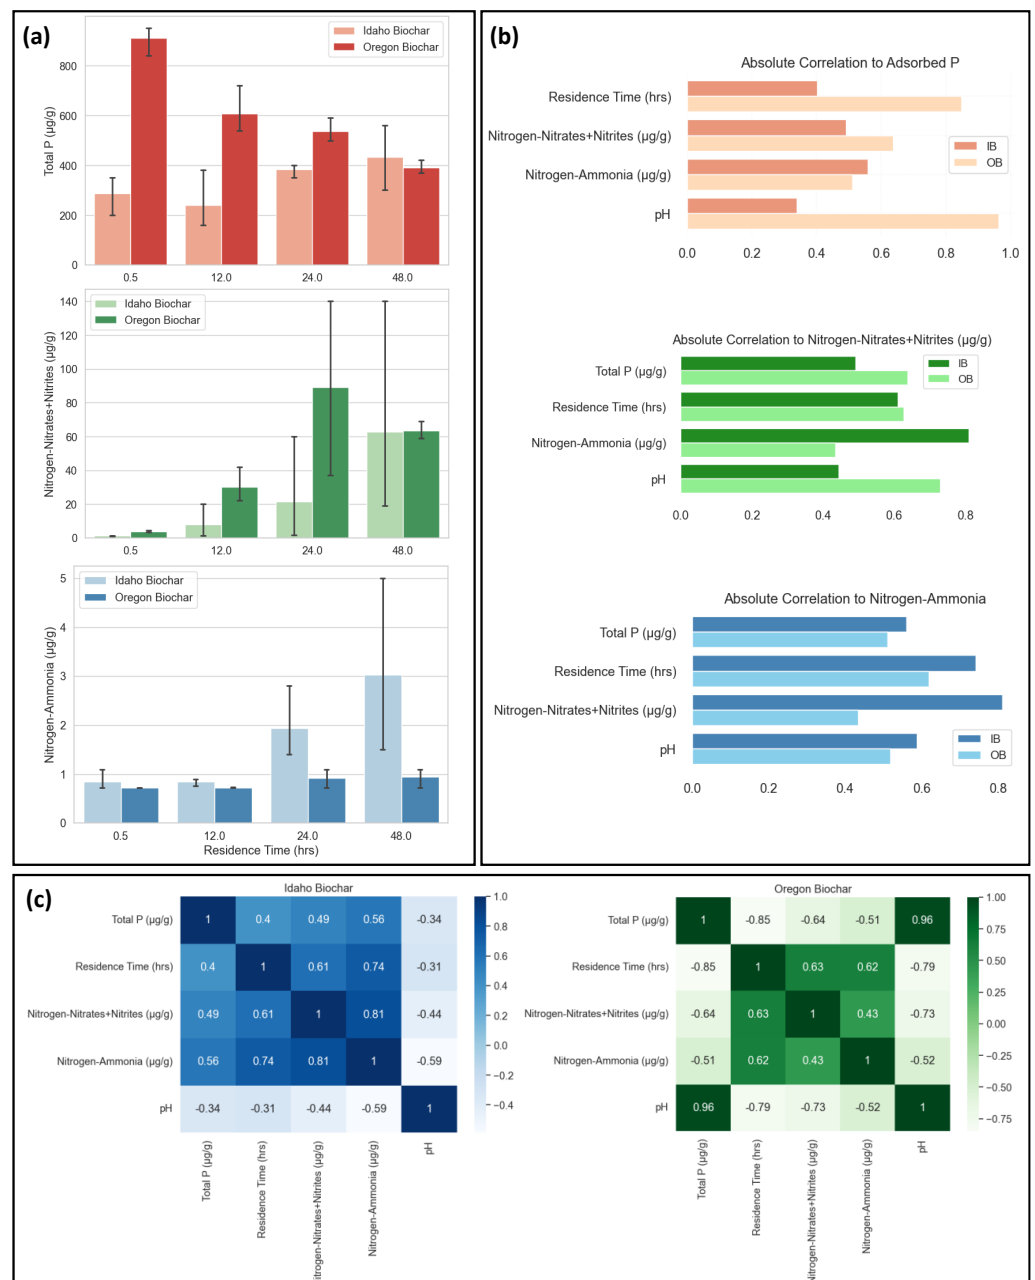 (a)
Idaho Biochar
Oregon Biochar
Total P (µg/g)
800
600
400
200
0
0.5 12.0 24.0 48.0
Idaho Biochar
Oregon Biochar
Nitrogen-Nitrates+Nitrites (µg/g)
140
120
100
80
60
40
20
0
0.5 12.0 24.0 48.0
Idaho Biochar
Oregon Biochar
Nitrogen-Ammonia (µg/g)
5
4
3
2
1
0
0.5 12.0 24.0 48.0
Residence Time (hrs)
(b)
Absolute Correlation to Adsorbed P
Residence Time (hrs)
Nitrogen-Nitrates+Nitrites (µg/g)
Nitrogen-Ammonia (µg/g)
pH
IB
OB
0.0 0.2 0.4 0.6 0.8 1.0
Absolute Correlation to Nitrogen-Nitrates+Nitrites (µg/g)
Total P (µg/g)
Residence Time (hrs)
Nitrogen-Ammonia (µg/g)
pH
IB
OB
0.0 0.2 0.4 0.6 0.8
Absolute Correlation to Nitrogen-Ammonia
Total P (µg/g)
Residence Time (hrs)
Nitrogen-Nitrates+Nitrites (µg/g)
pH
IB
OB
0.0 0.2 0.4 0.6 0.8
(c)
Idaho Biochar
Total P (µg/g) 1 0.4 0.49 0.56 -0.34
Residence Time (hrs) 0.4 1 0.61 0.74 -0.31
Nitrogen-Nitrates+Nitrites (µg/g) 0.49 0.61 1 0.81 -0.44
Nitrogen-Ammonia (µg/g) 0.56 0.74 0.81 1 -0.59
pH -0.34 -0.31 -0.44 -0.59 1
Total P (µg/g)
Residence Time (hrs)
itrogen-Nitrates+Nitrites (µg/g)
Nitrogen-Ammonia (µg/g)
pH
1.0
0.8
0.6
0.4
0.2
0.0
−0.2
−0.4
Oregon Biochar
Total P (µg/g) 1 -0.85 -0.64 -0.51 0.96
Residence Time (hrs) -0.85 1 0.63 0.62 -0.79
Nitrogen-Nitrates+Nitrites (µg/g) -0.64 0.63 1 0.43 -0.73
Nitrogen-Ammonia (µg/g) -0.51 0.62 0.43 1 -0.52
pH 0.96 -0.79 -0.73 -0.52 1
Total P (µg/g)
Residence Time (hrs)
Nitrogen-Nitrates+Nitrites (µg/g)
Nitrogen-Ammonia (µg/g)
pH
1.00
0.75
0.50
0.25
0.00
−0.25
−0.50
−0.75